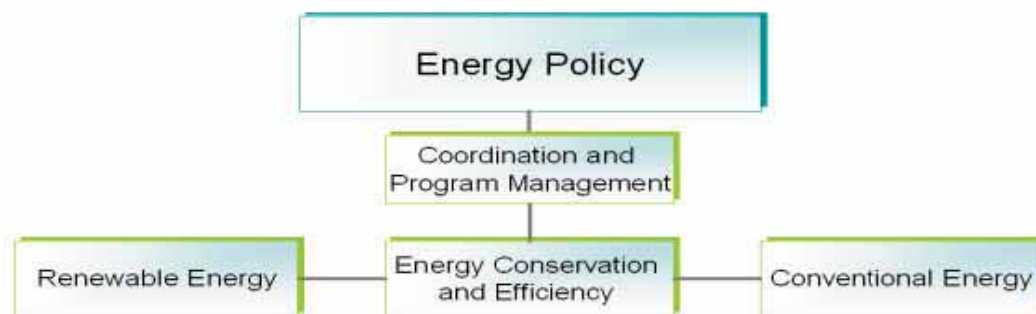 Energy Policy
Coordination and
Program Management
Renewable Energy
Energy Conservation
and Efficiency
Conventional Energy